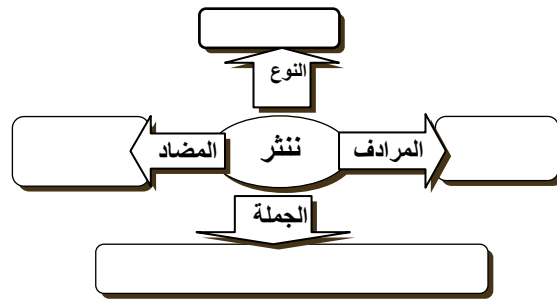 النوع
المرادف
ننثر
المضاد
الجملة